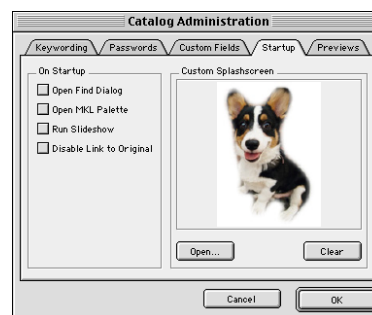 Catalog Administration
Keywording Passwords Custom Fields Startup Previews
On Startup
Open Find Dialog
Open MKL Palette
Run Slideshow
Disable Link to Original
Custom Splashscreen
Open... Clear
Cancel OK